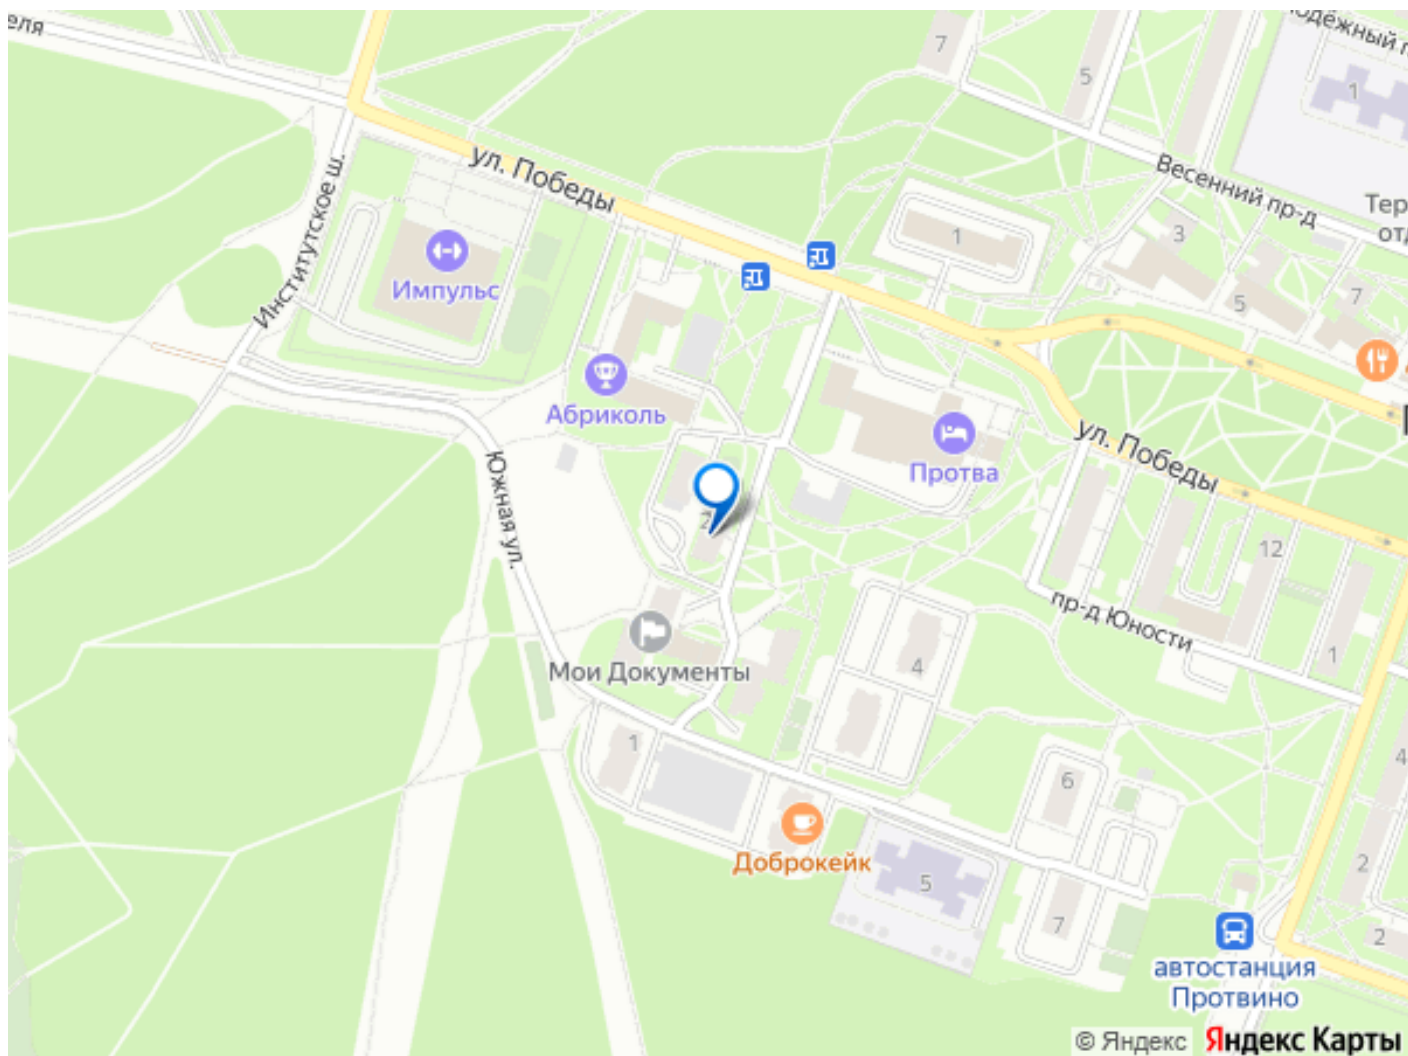 еля
7
5
1
ул. Победы
Весенний пр-д
Институтское ш.
Импульс
1
3
5
7
Абриколь
Протва
ул. Победы
Южная ул.
2
12
пр-д Юности
1
Мои Документы
4
1
6
4
Доброкейк
5
7
2
2
автостанция
Протвино
© Яндекс
Яндекс Карты